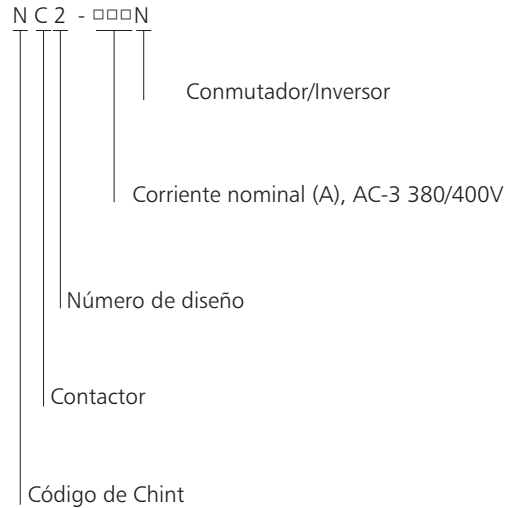 N C 2 - □□□N
Conmutador/Inversor
Corriente nominal (A), AC-3 380/400V
Número de diseño
Contactor
Código de Chint